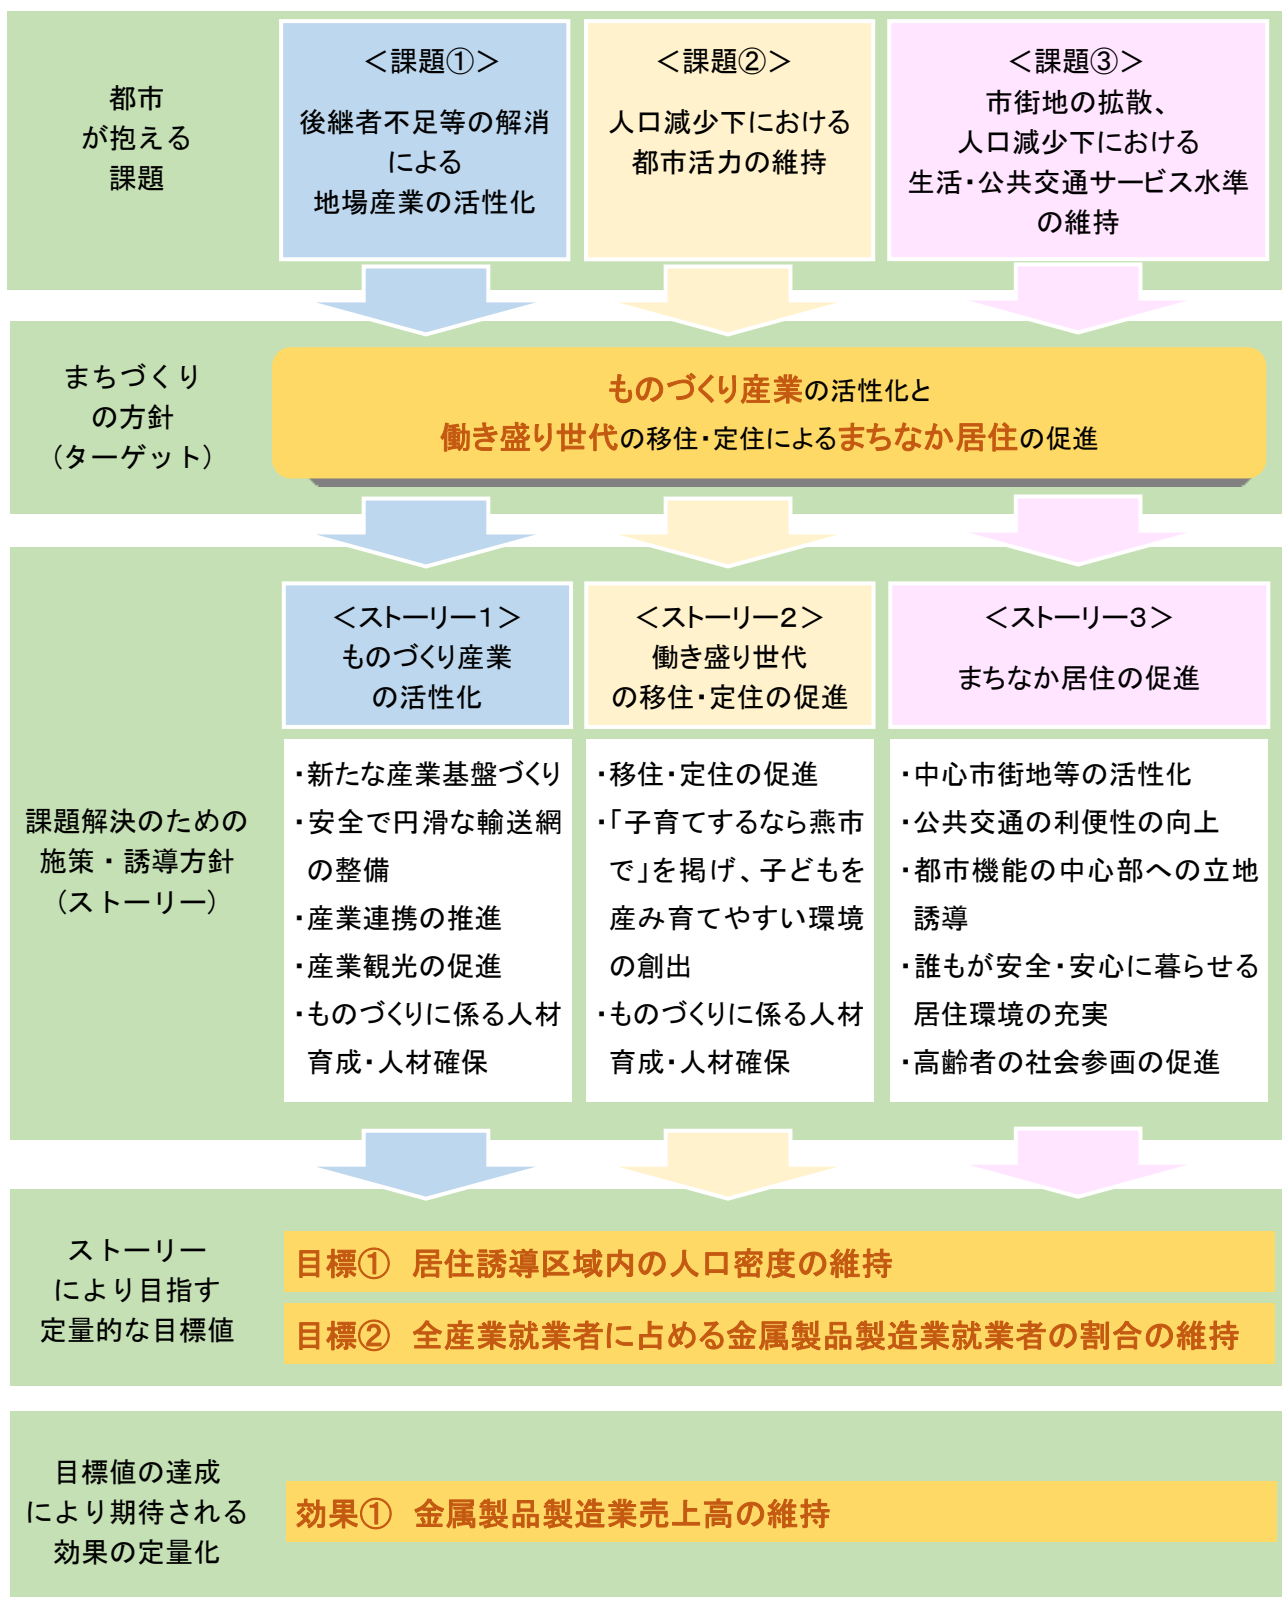 都市
が抱える
課題
＜課題①＞
後継者不足等の解消
による
地場産業の活性化
＜課題②＞
人口減少下における
都市活力の維持
＜課題③＞
市街地の拡散、
人口減少下における
生活・公共交通サービス水準
の維持
まちづくり
の方針
（ターゲット）
ものづくり産業の活性化と
働き盛り世代の移住・定住によるまちなか居住の促進
課題解決のための
施策・誘導方針
（ストーリー）
＜ストーリー１＞
ものづくり産業
の活性化
・新たな産業基盤づくり
・安全で円滑な輸送網
の整備
・産業連携の推進
・産業観光の促進
・ものづくりに係る人材
育成・人材確保
＜ストーリー２＞
働き盛り世代
の移住・定住の促進
・移住・定住の促進
・「子育てするなら燕市
で」を掲げ、子どもを
産み育てやすい環境
の創出
・ものづくりに係る人材
育成・人材確保
＜ストーリー３＞
まちなか居住の促進
・中心市街地等の活性化
・公共交通の利便性の向上
・都市機能の中心部への立地
誘導
・誰もが安全・安心に暮らせる
居住環境の充実
・高齢者の社会参画の促進
ストーリー
により目指す
定量的な目標値
目標①　居住誘導区域内の人口密度の維持
目標②　全産業就業者に占める金属製品製造業就業者の割合の維持
目標値の達成
により期待される
効果の定量化
効果①　金属製品製造業売上高の維持